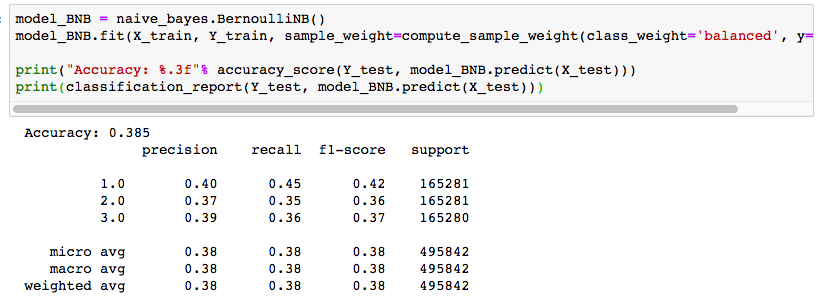 model_BNB = naive_bayes.BernoulliNB()
model_BNB.fit(X_train, Y_train, sample_weight=compute_sample_weight(class_weight='balanced', y=
print("Accuracy: %.3f"% accuracy_score(Y_test, model_BNB.predict(X_test)))
print(classification_report(Y_test, model_BNB.predict(X_test)))
Accuracy: 0.385
precision recall f1-score support
1.0 0.40 0.45 0.42 165281
2.0 0.37 0.35 0.36 165281
3.0 0.39 0.36 0.37 165280
micro avg 0.38 0.38 0.38 495842
macro avg 0.38 0.38 0.38 495842
weighted avg 0.38 0.38 0.38 495842